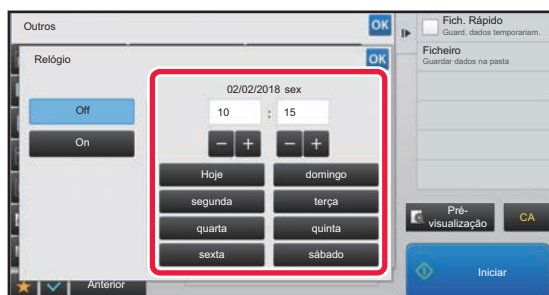 Outros
OK
Relógio
OK
Off
On
02/02/2018 sex
10 : 15
Hoje
domingo
segunda
terça
quarta
quinta
sexta
sábado
Anterior
Fich. Rápido
Guard. dados temporariam.
Ficheiro
Guardar dados na pasta
Pré-
visualização
CA
Iniciar